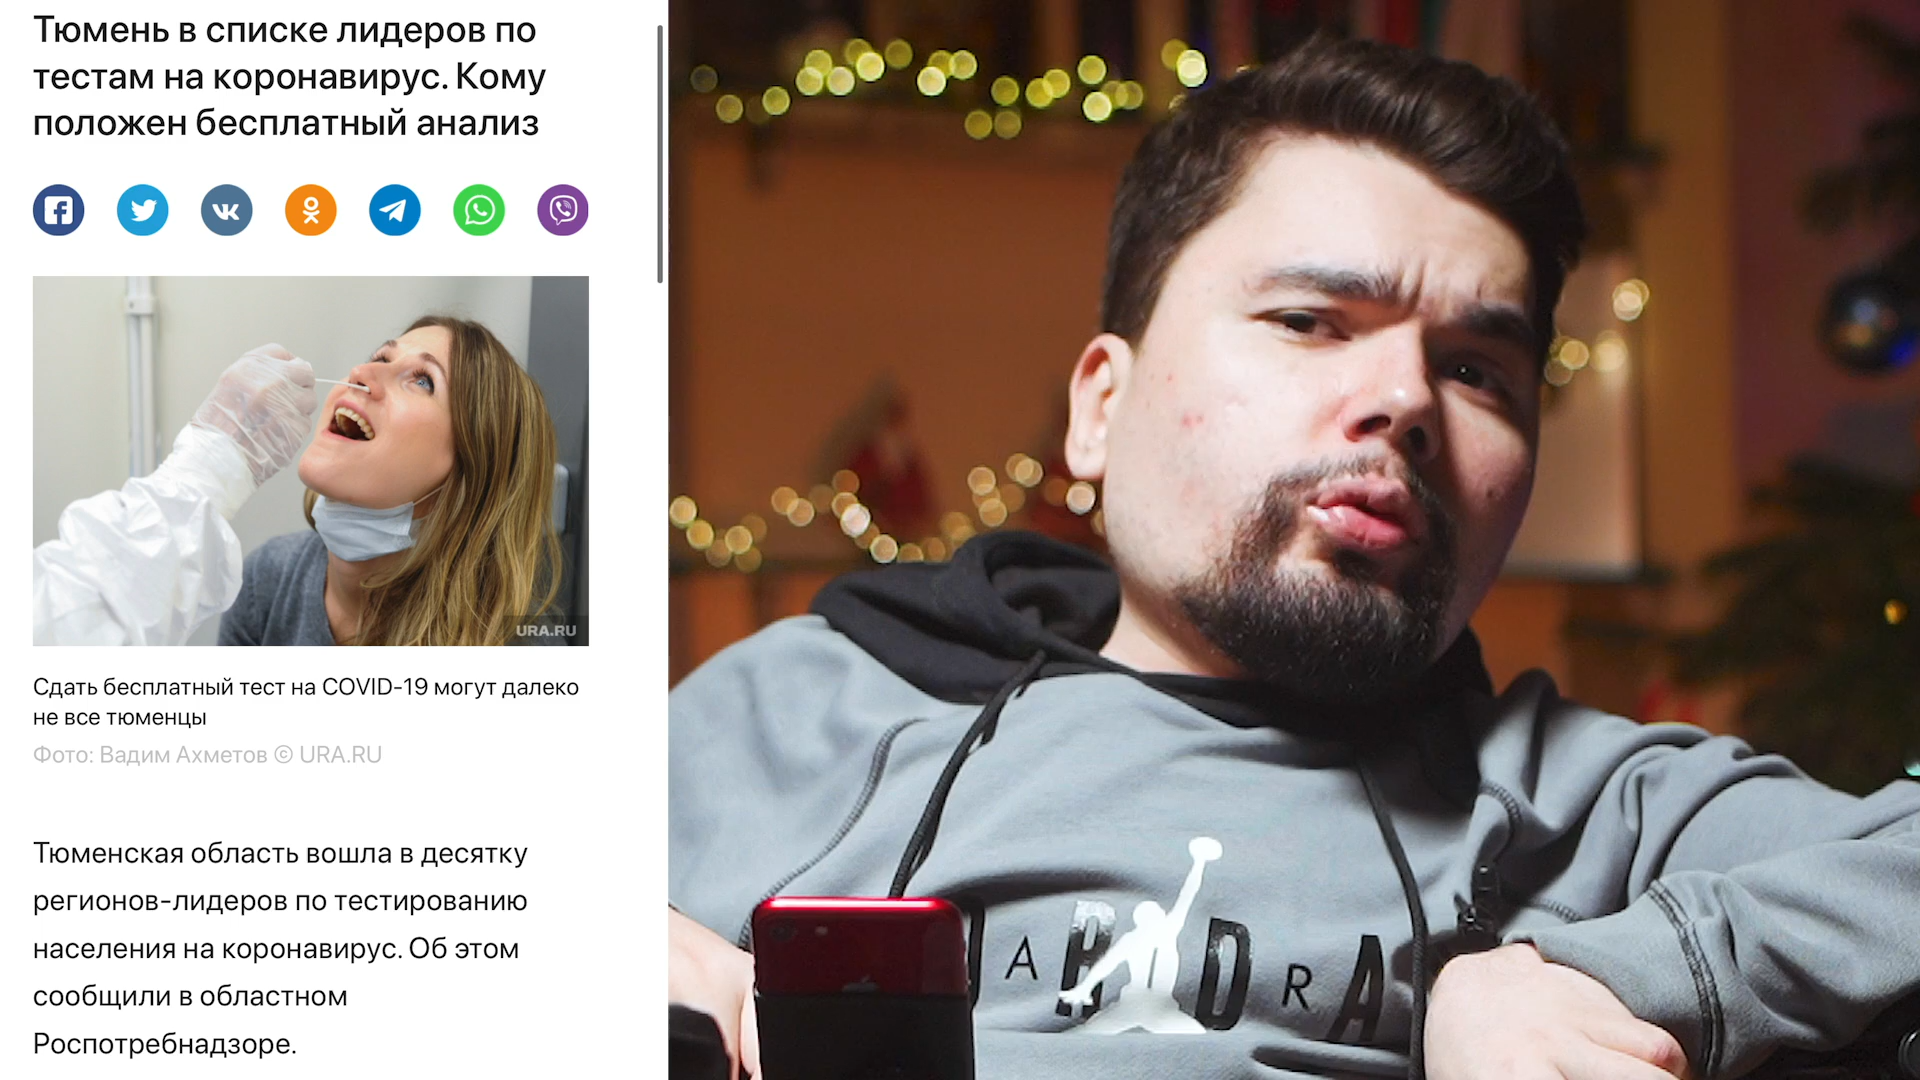 Тюмень в списке лидеров по
тестам на коронавирус. Кому
положен бесплатный анализ
URA.RU
Сдать бесплатный тест на COVID-19 могут далеко
не все тюменцы
Фото: Вадим Ахметов © URA.RU
Тюменская область вошла в десятку
регионов-лидеров по тестированию
населения на коронавирус. Об этом
сообщили в областном
Роспотребнадзоре.